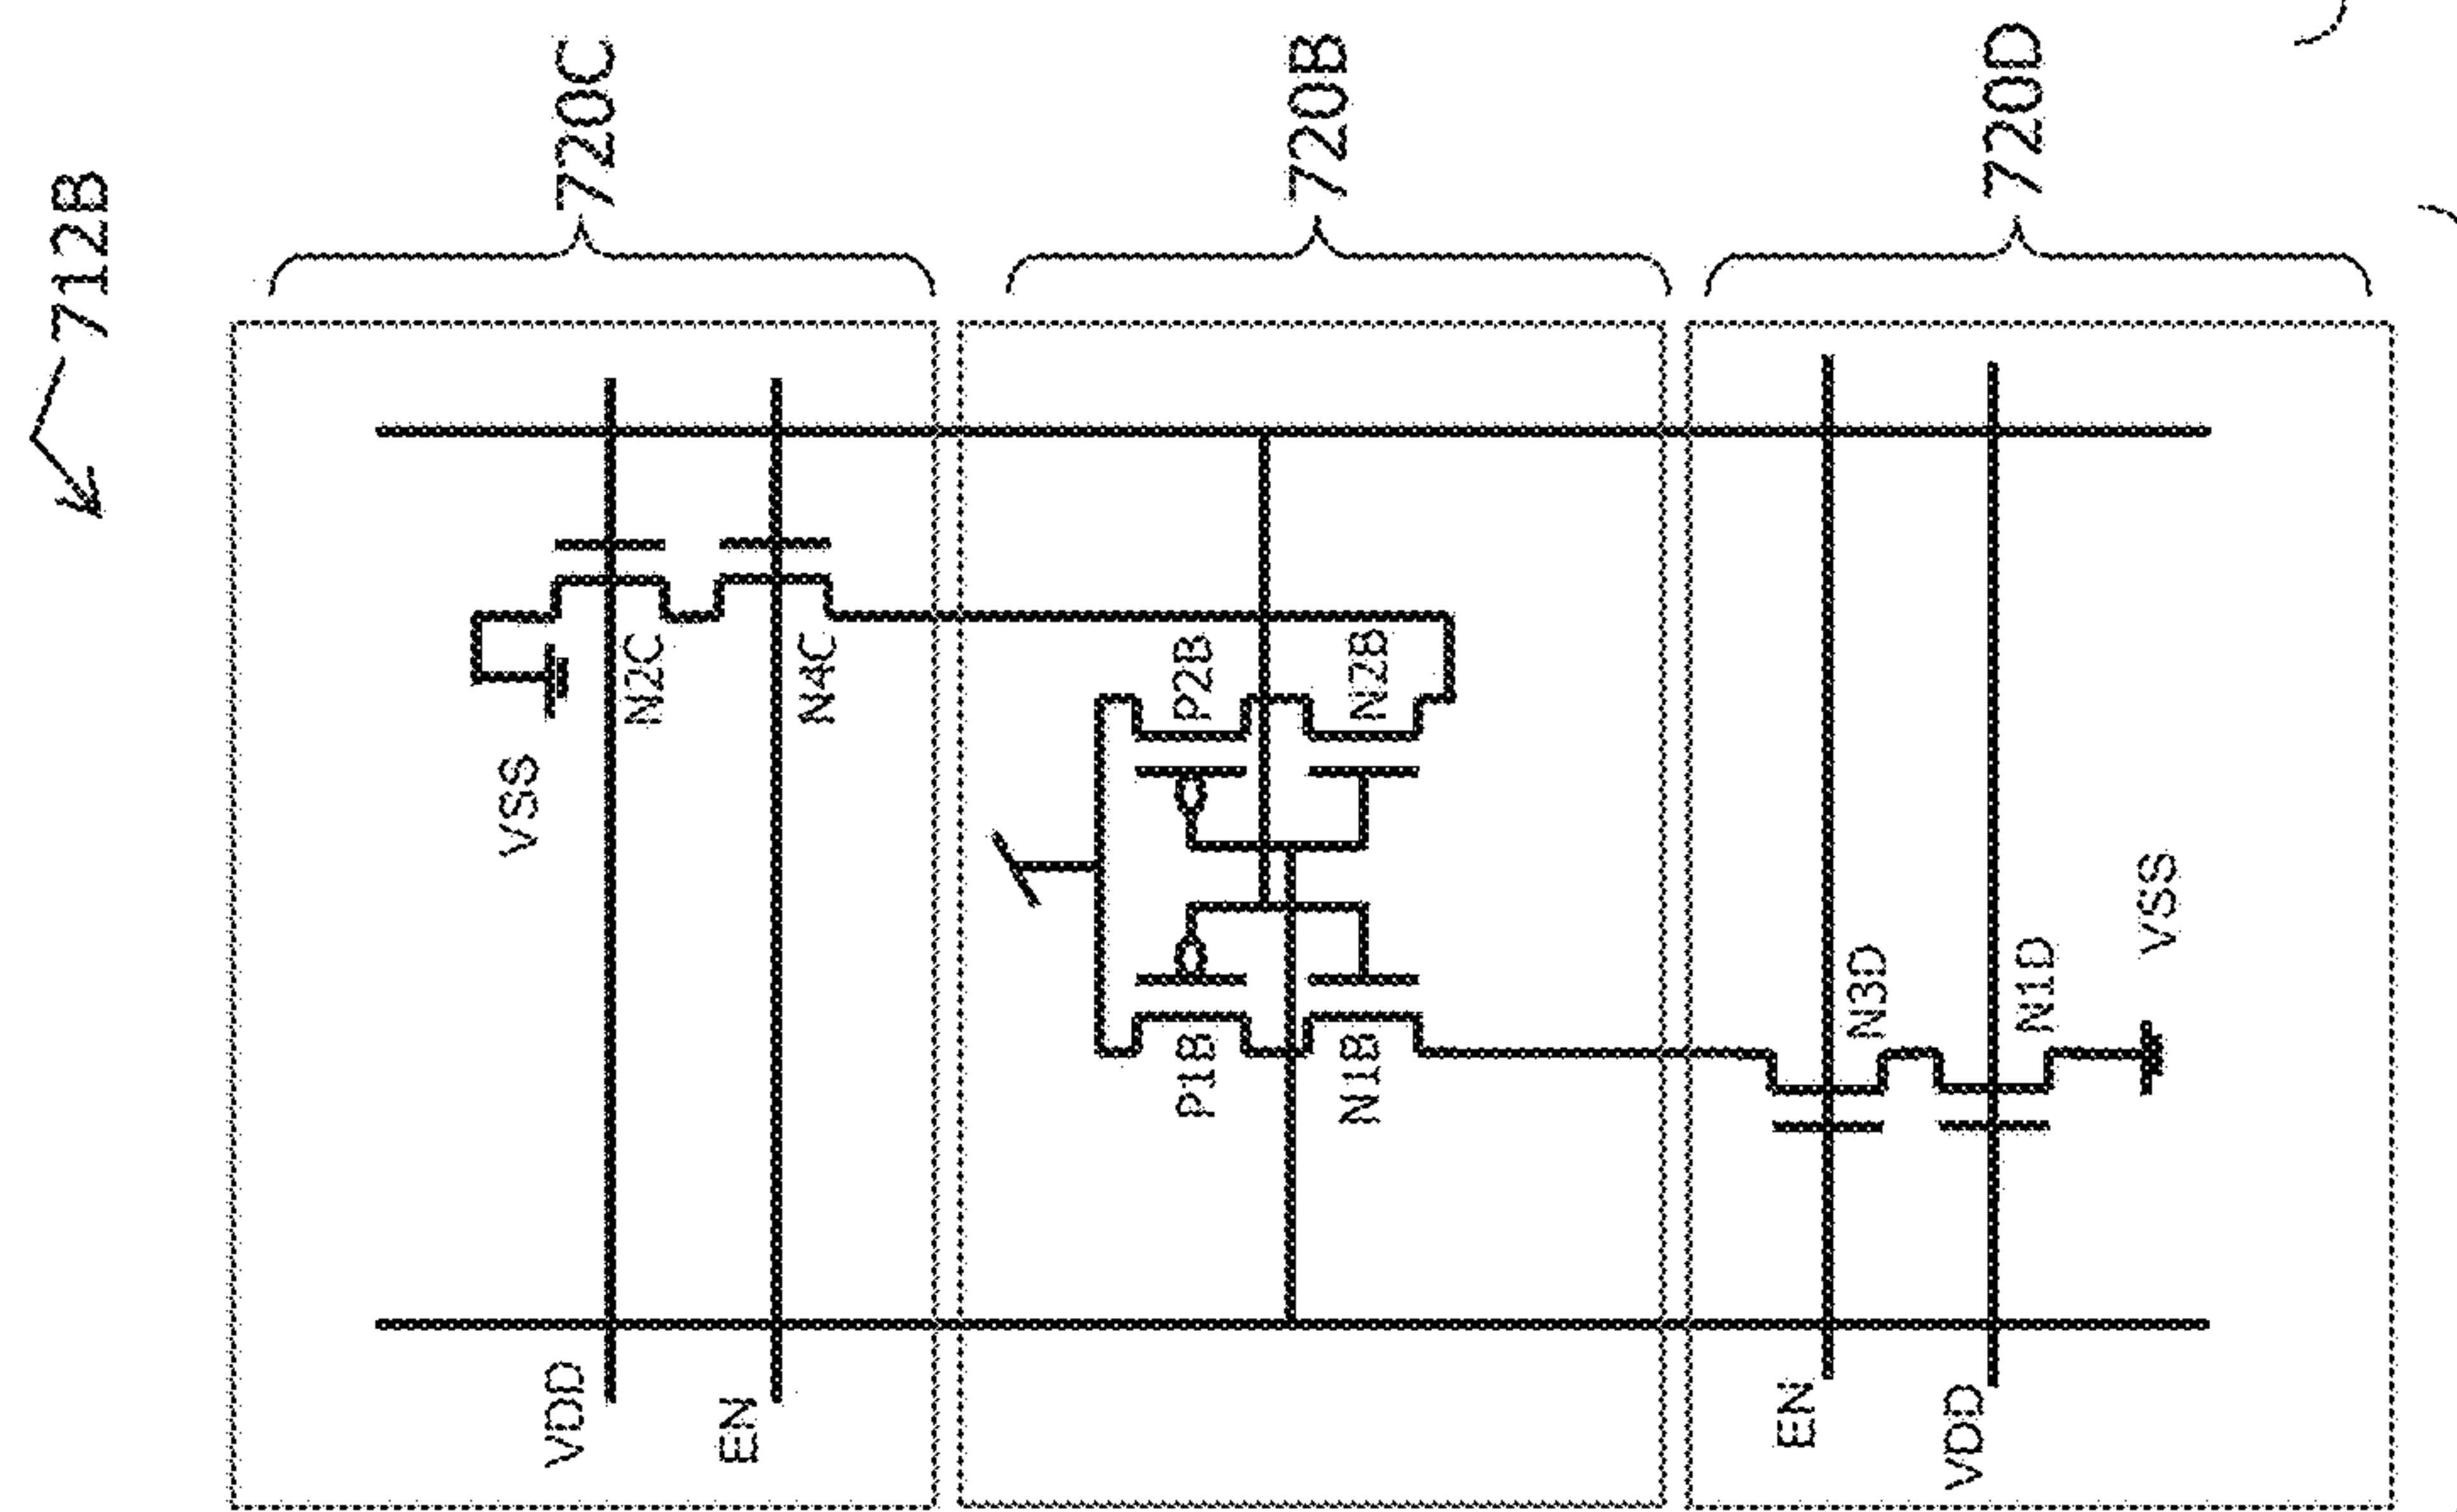 712B
720C
720B
720D
VSS
N2C
N4C
VDD
EN
P2B
N2B
P1B
N1B
N3D
N1D
VSS
EN
VDD